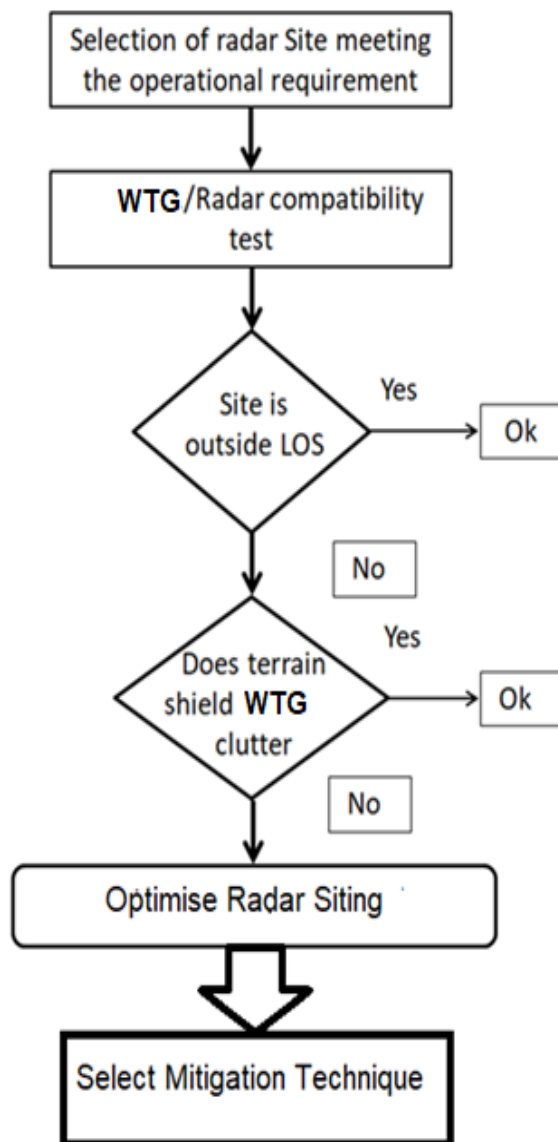 Selection of radar Site meeting
the operational requirement
WTG/Radar compatibility
test
Site is
outside LOS
Yes
Ok
No
Does terrain
shield WTG
clutter
Yes
Ok
No
Optimise Radar Siting
Select Mitigation Technique